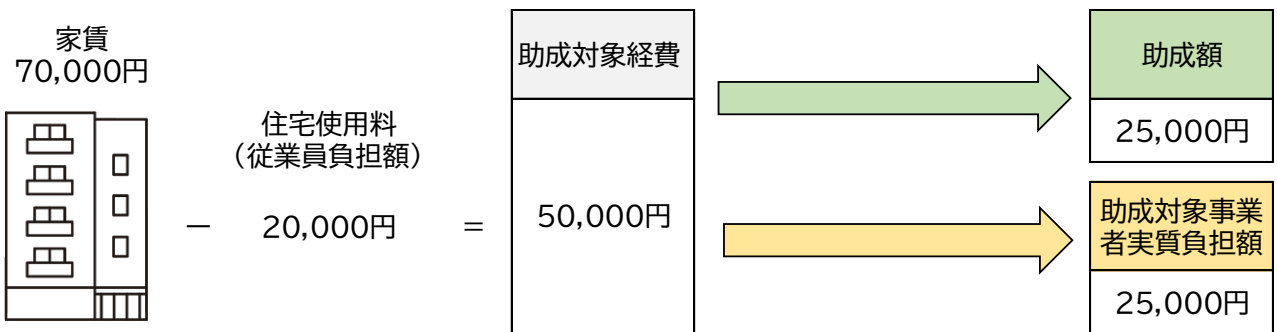 家賃
70,000円
住宅使用料
（従業員負担額）
－ 20,000円 ＝
助成対象経費
50,000円
助成額
25,000円
助成対象事業
者実質負担額
25,000円